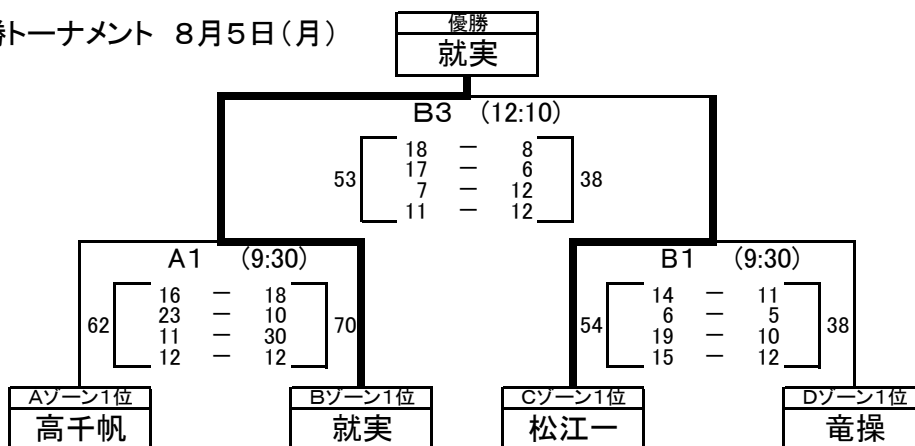 勝トーナメント 8月5日(月)
優勝
就実
B3 (12:10)
53 38
18 － 8
17 － 6
7 － 12
11 － 12
A1 (9:30)
62 70
16 － 18
23 － 10
11 － 30
12 － 12
B1 (9:30)
54 38
14 － 11
6 － 5
19 － 10
15 － 12
Aゾーン1位
高千帆
Bゾーン1位
就実
Cゾーン1位
松江一
Dゾーン1位
竜操